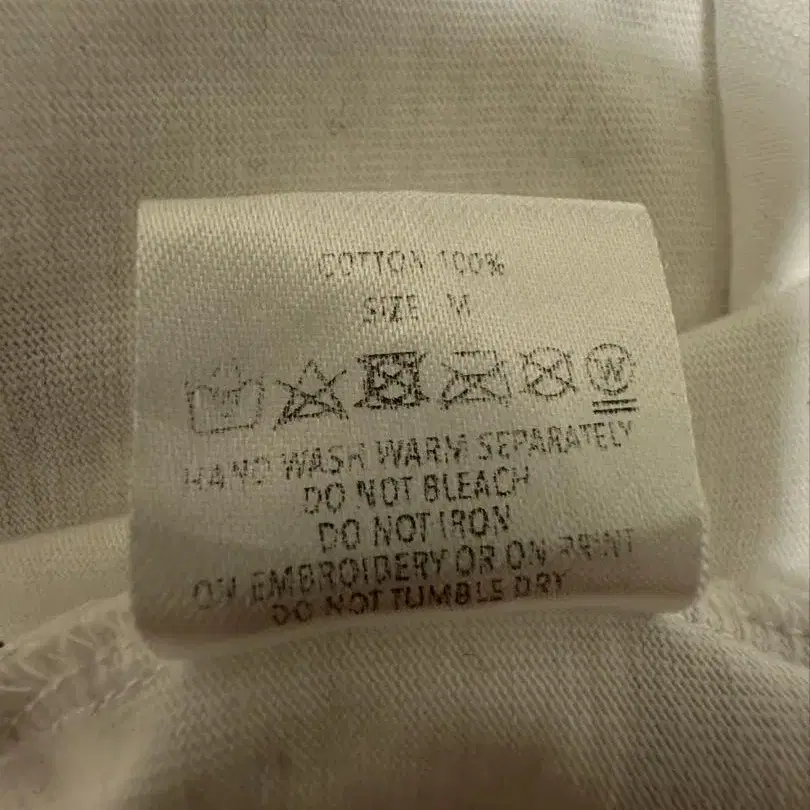 COTTON 100%
SIZE M
W
HAND WASH WARM SEPARATELY
DO NOT BLEACH
DO NOT IRON
ON EMBROIDERY OR ON PRINT
DO NOT TUMBLE DRY